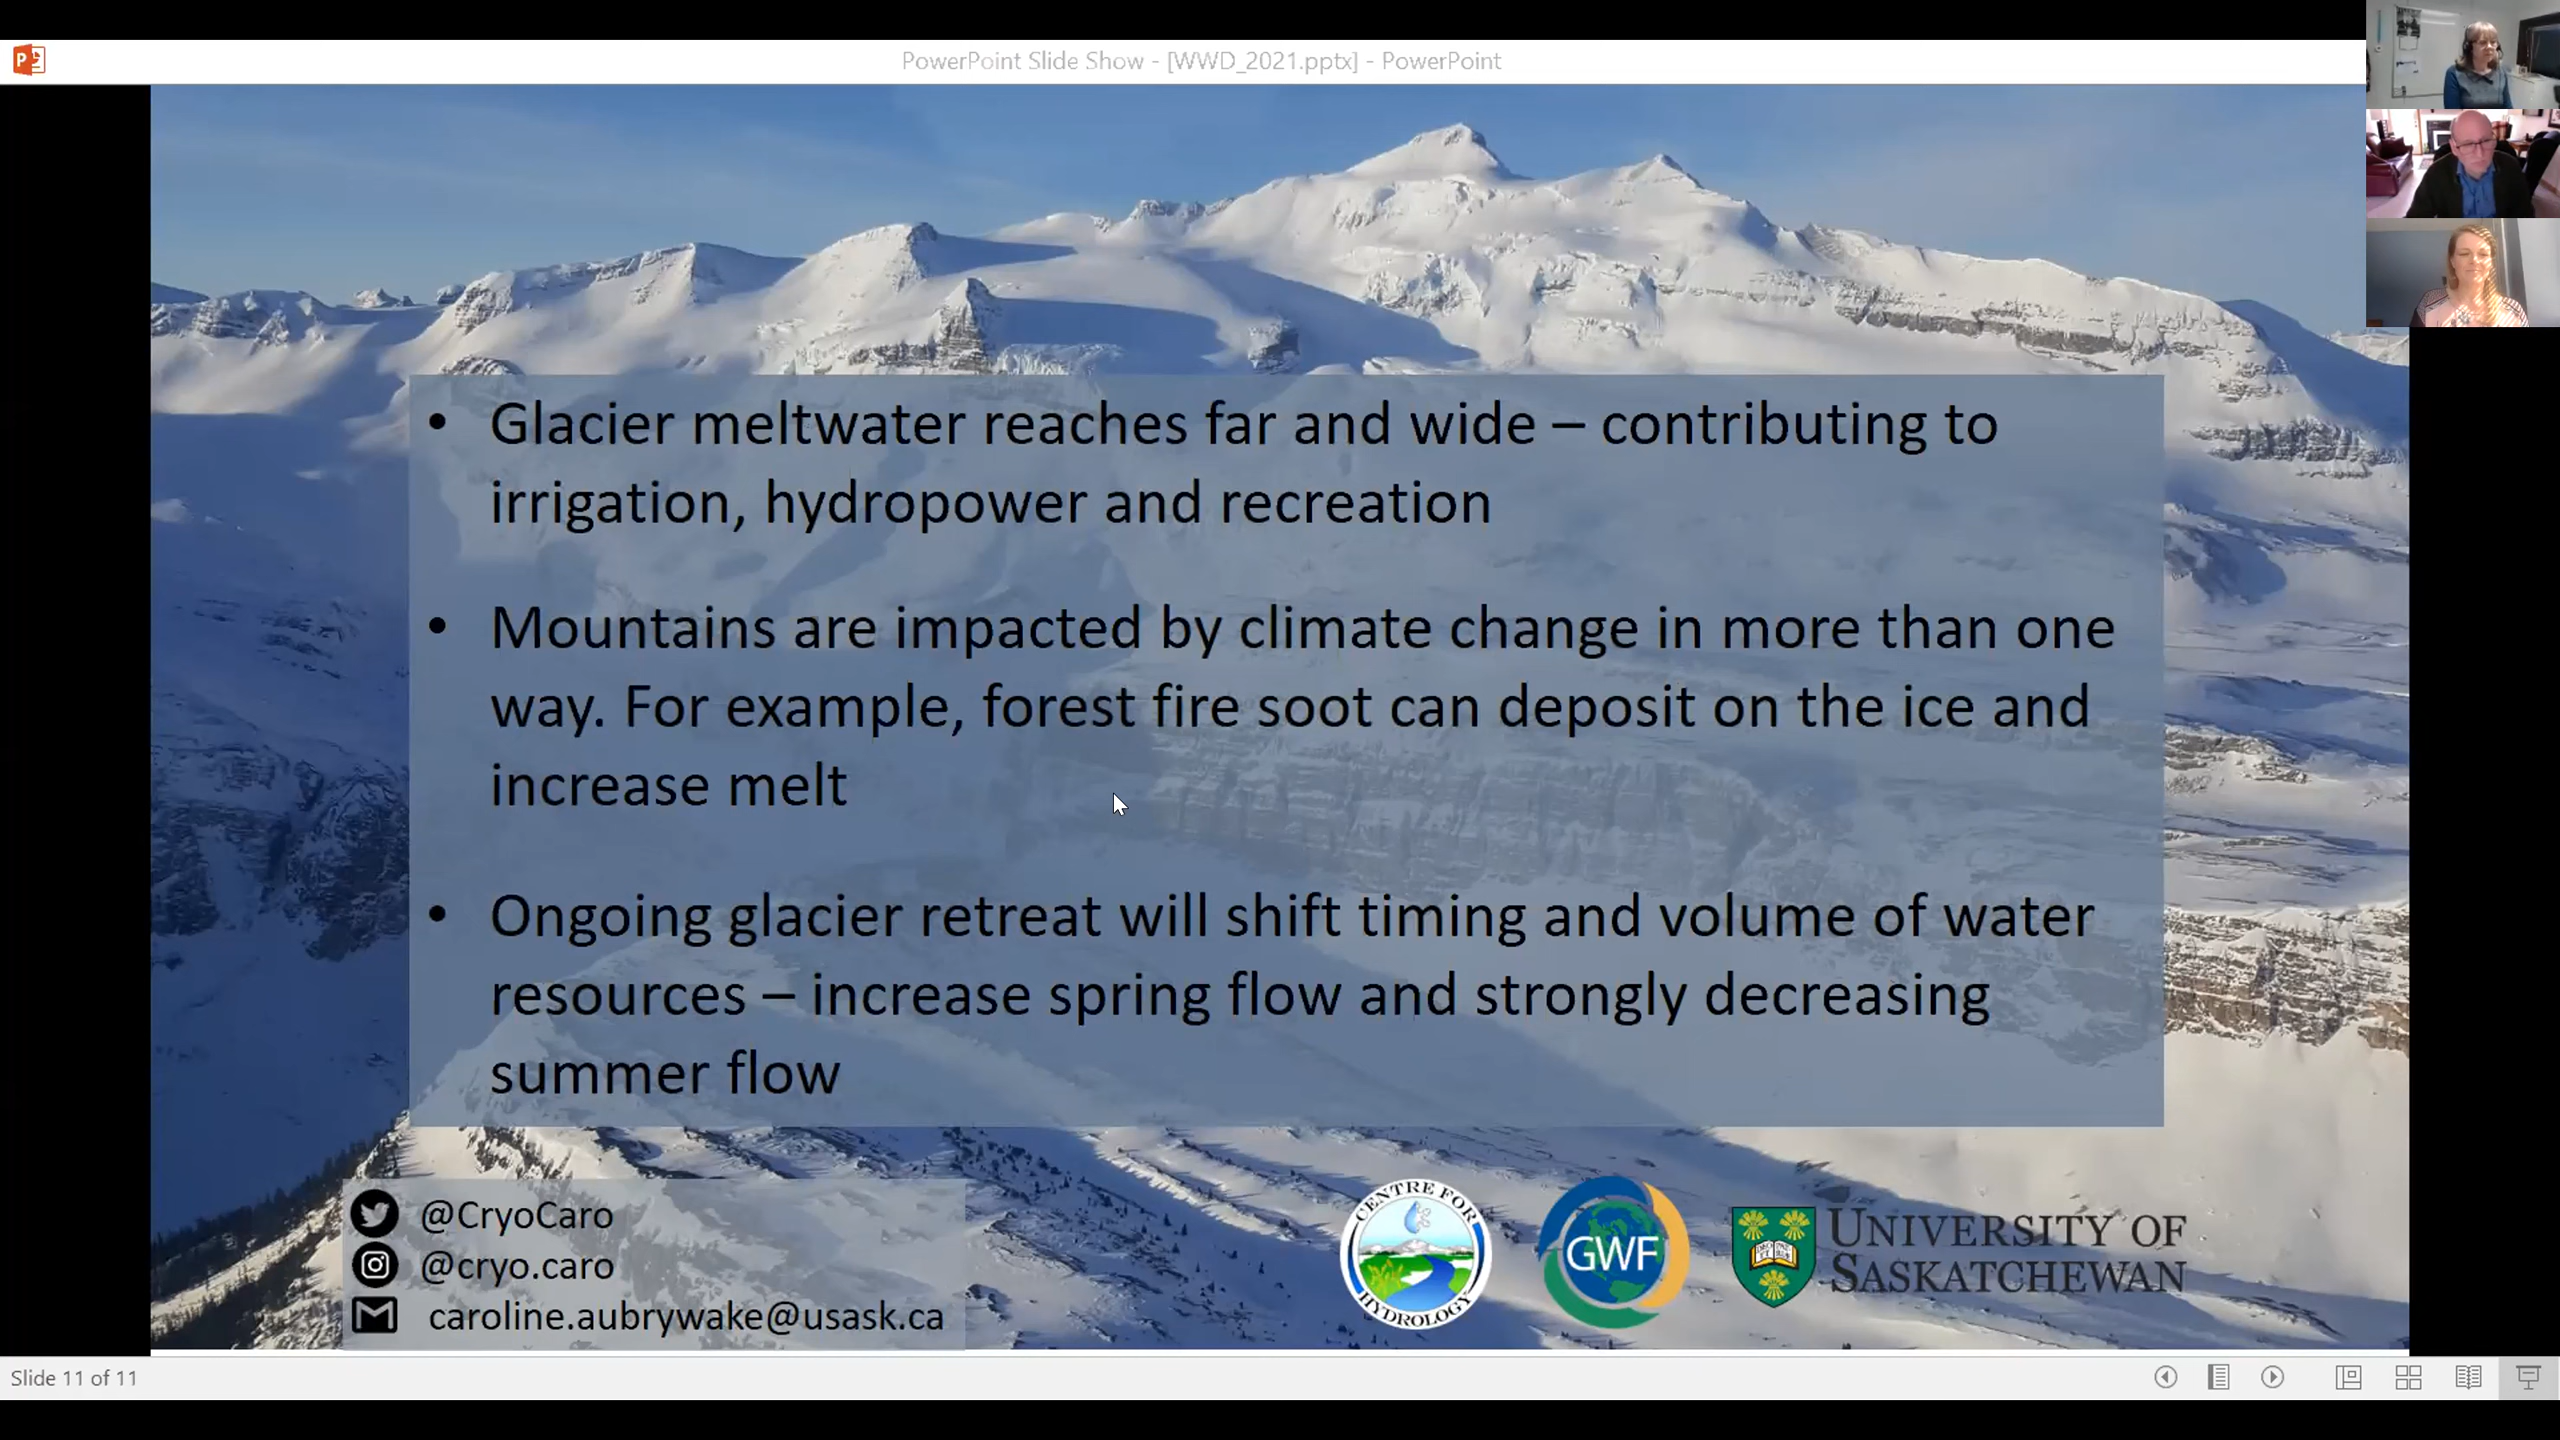 PowerPoint Slide Show - [WWD_2021.pptx] - PowerPoint
• Glacier meltwater reaches far and wide – contributing to
irrigation, hydropower and recreation
• Mountains are impacted by climate change in more than one
way. For example, forest fire soot can deposit on the ice and
increase melt
• Ongoing glacier retreat will shift timing and volume of water
resources – increase spring flow and strongly decreasing
summer flow
@CryoCaro
@cryo.caro
caroline.aubrywake@usask.ca
CENTRE FOR
HYDROLOGY
GWF
UNIVERSITY OF
SASKATCHEWAN
Slide 11 of 11